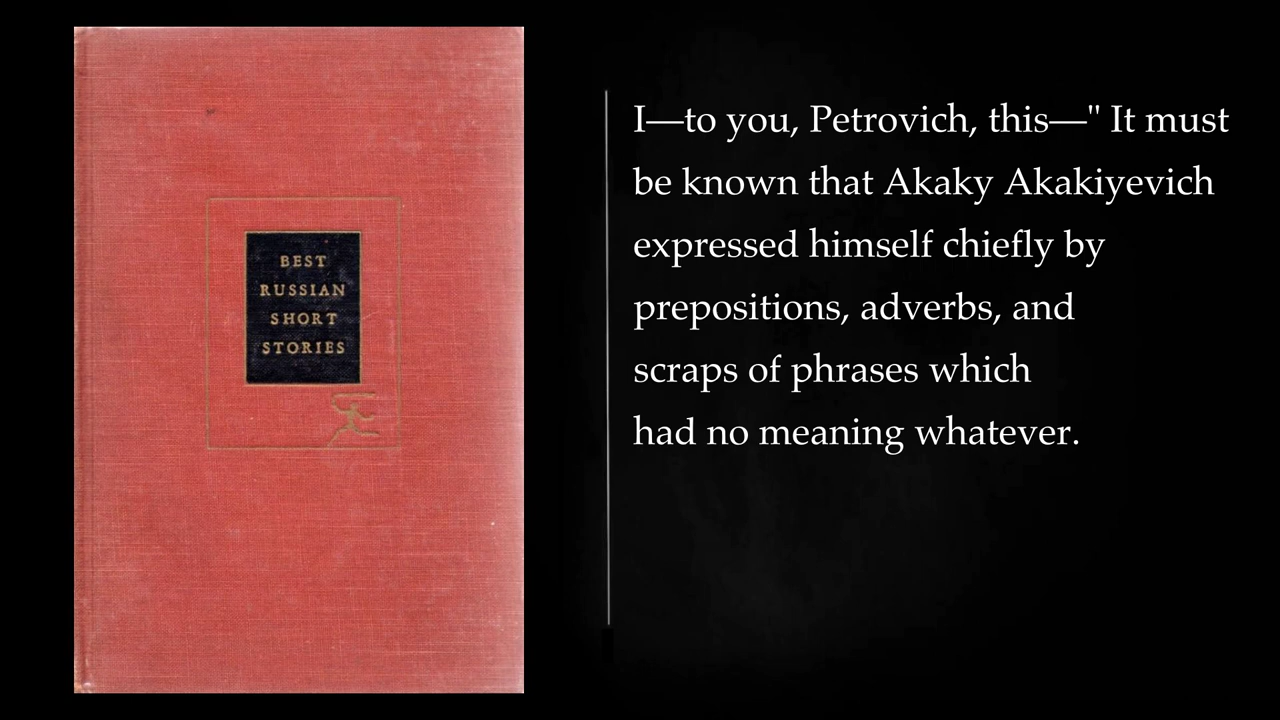 BEST
RUSSIAN
SHORT
STORIES
I—to you, Petrovich, this—" It must
be known that Akaky Akakiyevich
expressed himself chiefly by
prepositions, adverbs, and
scraps of phrases which
had no meaning whatever.